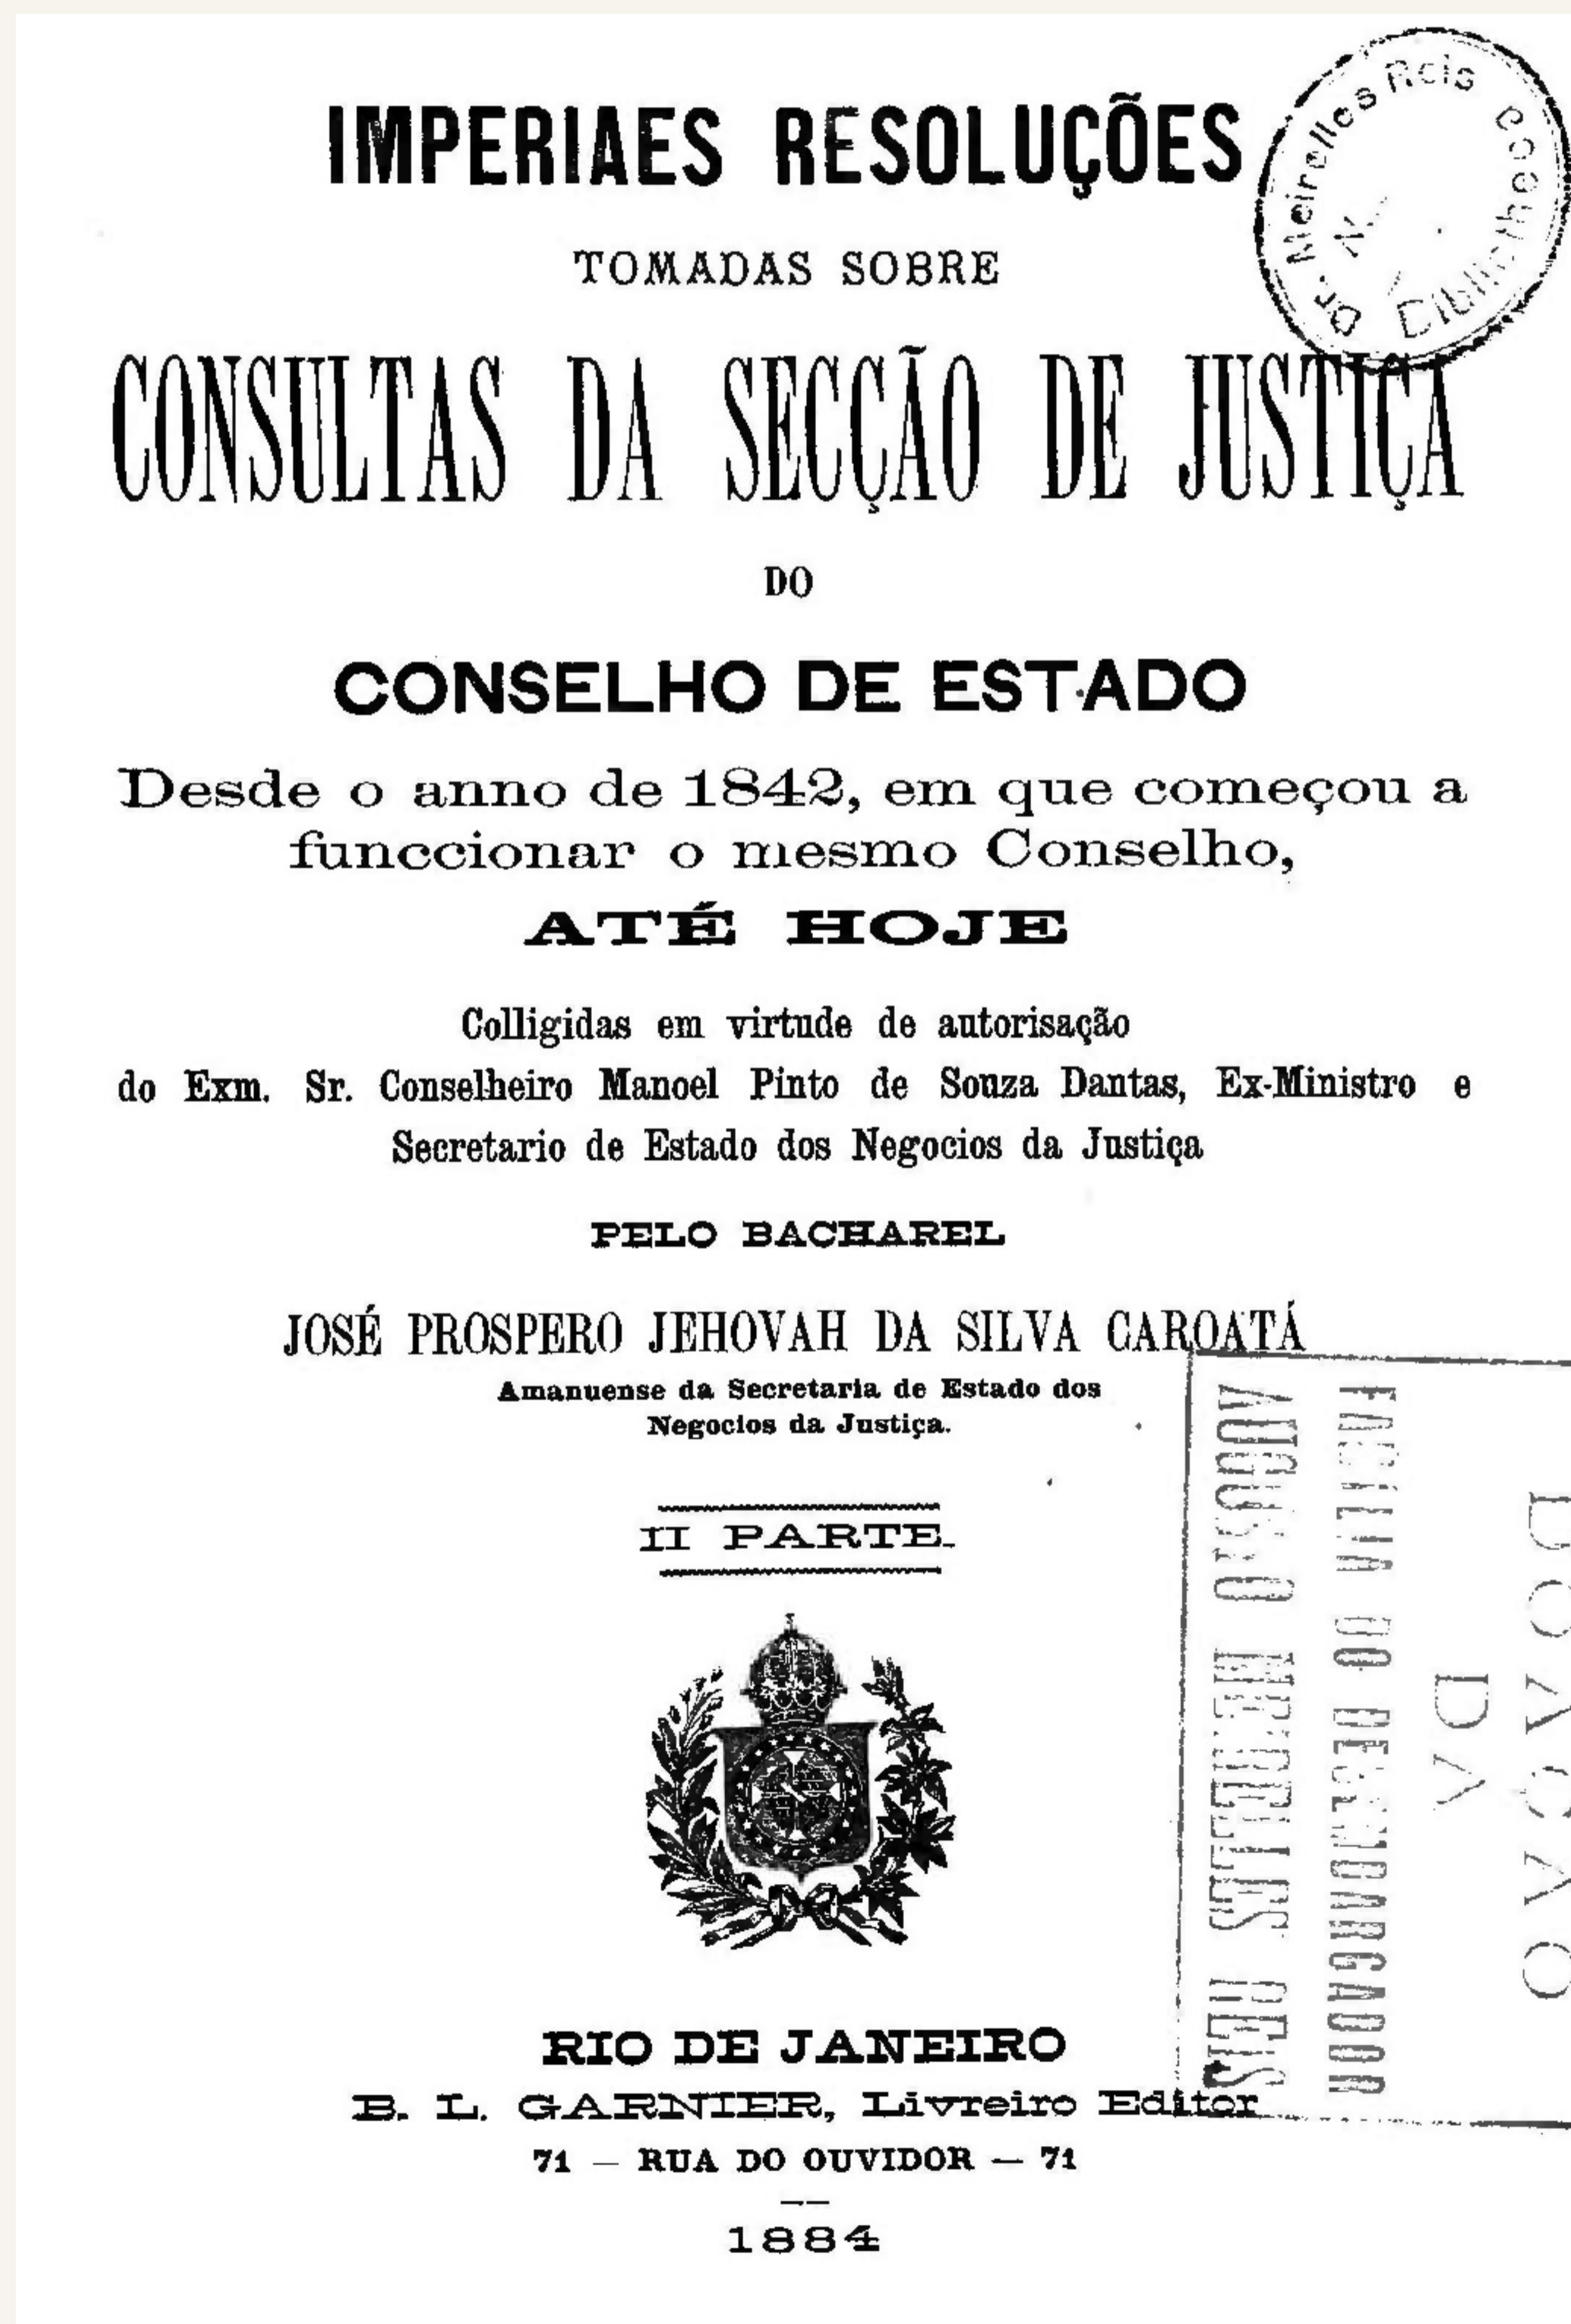 IMPERIAES RESOLUÇÕES
TOMADAS SOBRE
CONSULTAS DA SECÇÃO DE JUSTIÇA
DO
CONSELHO DE ESTADO
Desde o anno de 1842, em que começou a
funccionar o mesmo Conselho,
ATÉ HOJE
Colligidas em virtude de autorisação
do Exm. Sr. Conselheiro Manoel Pinto de Souza Dantas, Ex-Ministro e
Secretario de Estado dos Negocios da Justiça
PELO BACHAREL
JOSÉ PROSPERO JEHOVAH DA SILVA CAROATÁ
Amanuense da Secretaria de Estado dos
Negocios da Justiça.
II PARTE.
RIO DE JANEIRO
B. L. GARNIER, Livreiro Editor
71 — RUA DO OUVIDOR — 71
1884
Dr. Meirelles Reis
Bibliotheca
N.
DOAÇÃO
DA
FAMILIA DO DESEMBARGADOR
AUGUSTO MEIRELLES REIS